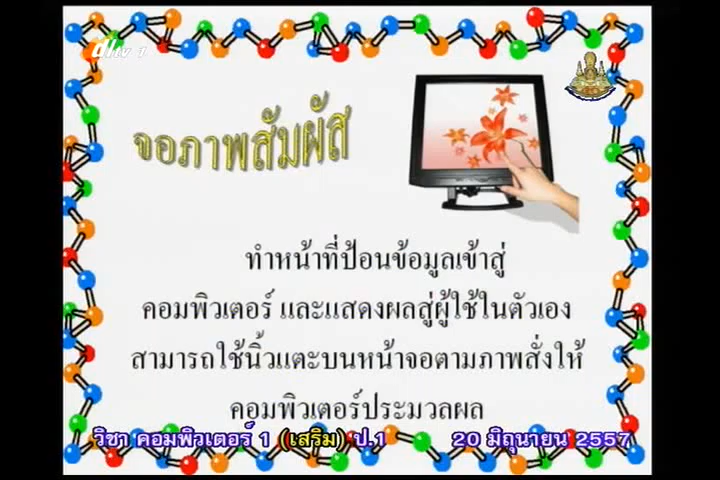 dltv 1
จอภาพสัมผัส
ทำหน้าที่ป้อนข้อมูลเข้าสู่
คอมพิวเตอร์ และแสดงผลสู่ผู้ใช้ในตัวเอง
สามารถใช้นิ้วแตะบนหน้าจอตามภาพสั่งให้
คอมพิวเตอร์ประมวลผล
วิชา คอมพิวเตอร์ 1 (เสริม) ป.1 20 มิถุนายน 2557